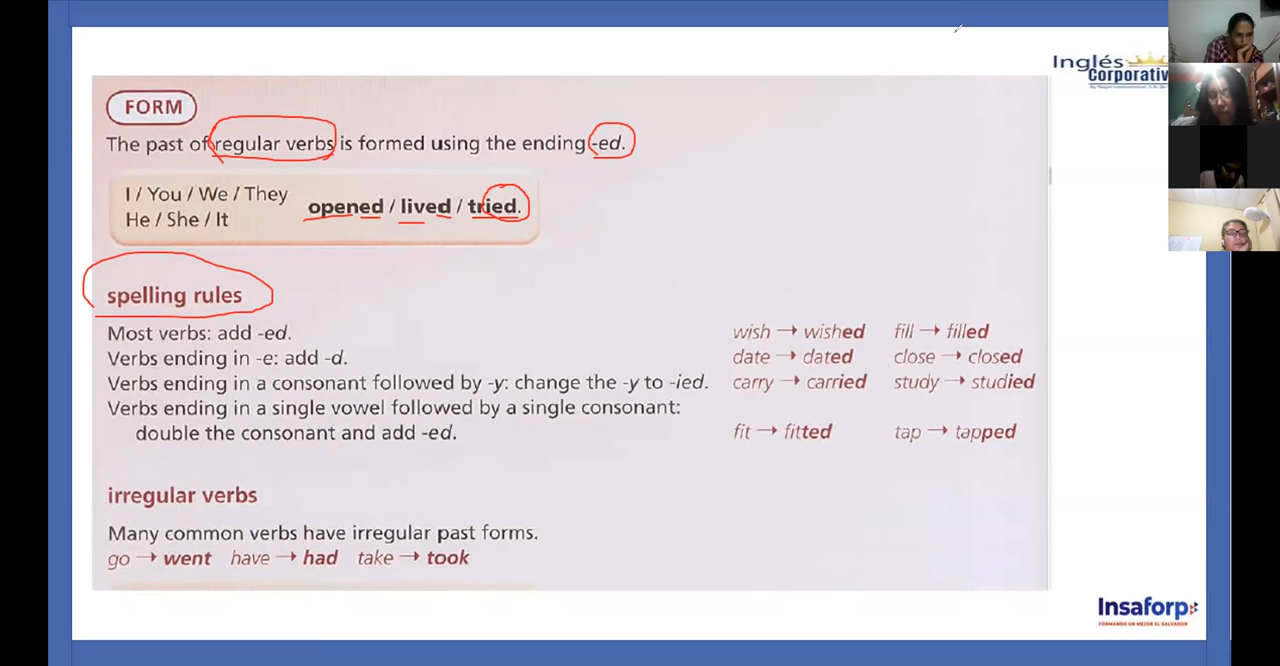 Inglés
Corporativ
FORM
The past of regular verbs is formed using the ending -ed.
I / You / We / They
He / She / It
opened / lived / tried.
spelling rules
Most verbs: add -ed.
wish → wished fill → filled
Verbs ending in -e: add -d.
date → dated close → closed
Verbs ending in a consonant followed by -y: change the -y to -ied.
carry → carried study → studied
Verbs ending in a single vowel followed by a single consonant:
double the consonant and add -ed.
fit → fitted tap → tapped
irregular verbs
Many common verbs have irregular past forms.
go → went have → had take → took
Insaforp
FORMANDO UN MEJOR EL SALVADOR